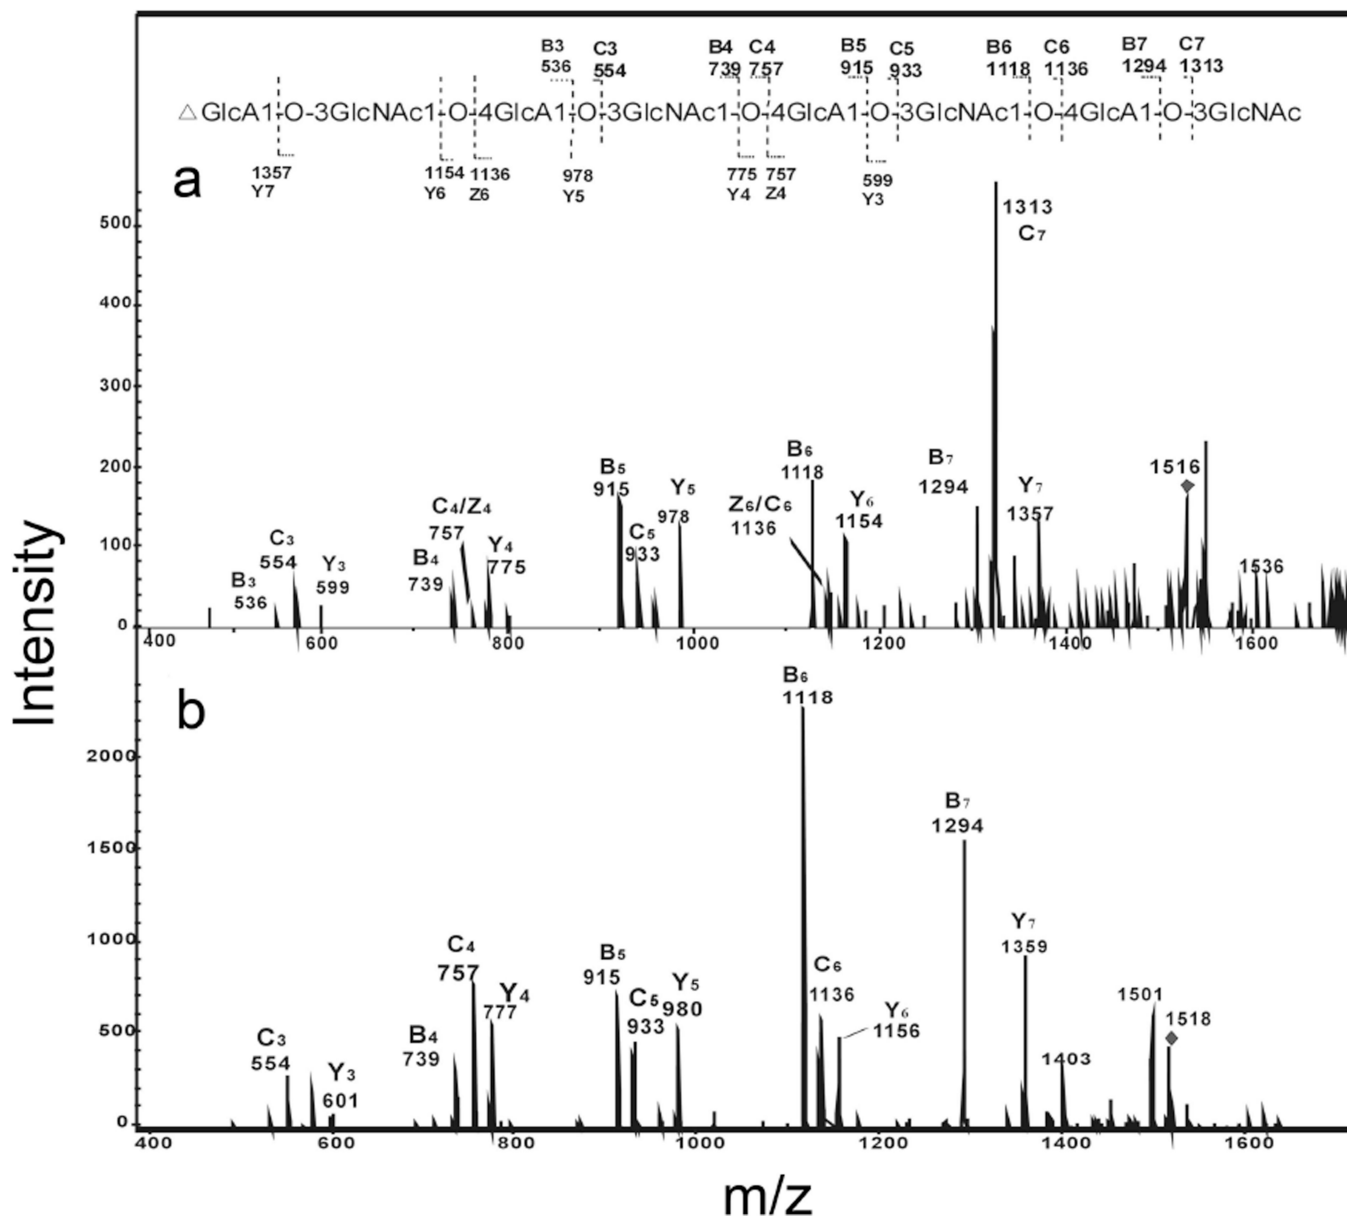 B3 C3 B4 C4 B5 C5 B6 C6 B7 C7
536 554 739 757 915 933 1118 1136 1294 1313
△GlcA1-O-3GlcNAc1-O-4GlcA1-O-3GlcNAc1-O-4GlcA1-O-3GlcNAc1-O-4GlcA1-O-3GlcNAc
1357 1154 1136 978 775 757 599
Y7 Y6 Z6 Y5 Y4 Z4 Y3
a
Intensity
500
400
300
200
100
0
B3
536
C3
554
Y3
599
B4
739
C4/Z4
757
Y4
775
B5
915
C5
933
Y5
978
B6
1118
Z6/C6
1136
Y6
1154
B7
1294
1313
C7
Y7
1357
1516
1536
400 600 800 1000 1200 1400 1600
b
2000
1500
1000
500
0
C3
554
Y3
601
B4
739
C4
757
Y4
777
B5
915
C5
933
Y5
980
B6
1118
C6
1136
Y6
1156
B7
1294
Y7
1359
1403
1501
1518
400 600 800 1000 1200 1400 1600
m/z